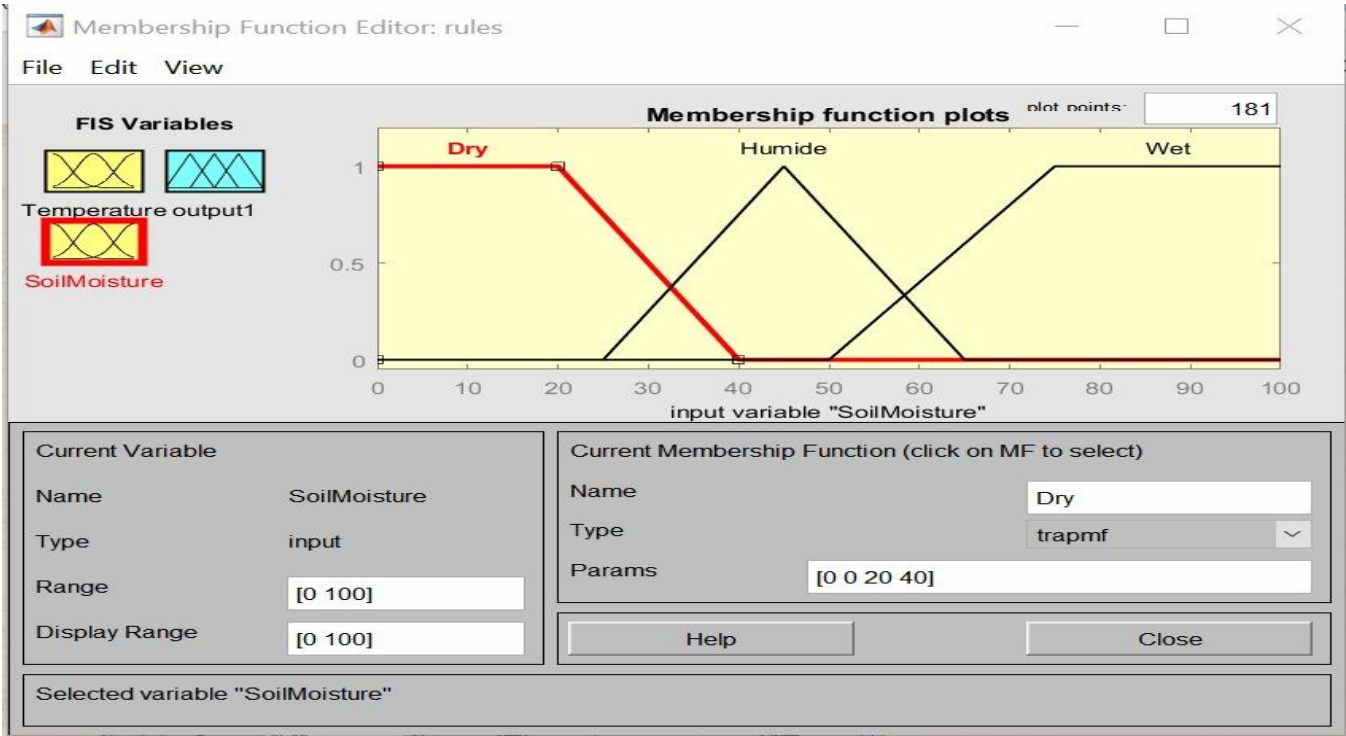 Membership Function Editor: rules
File Edit View
FIS Variables
Temperature output1
SoilMoisture
Membership function plots
plot points:
181
Dry
Humide
Wet
1
0.5
0
0 10 20 30 40 50 60 70 80 90 100
input variable "SoilMoisture"
Current Variable
Name SoilMoisture
Type input
Range [0 100]
Display Range [0 100]
Current Membership Function (click on MF to select)
Name Dry
Type trapmf
Params [0 0 20 40]
Help
Close
Selected variable "SoilMoisture"